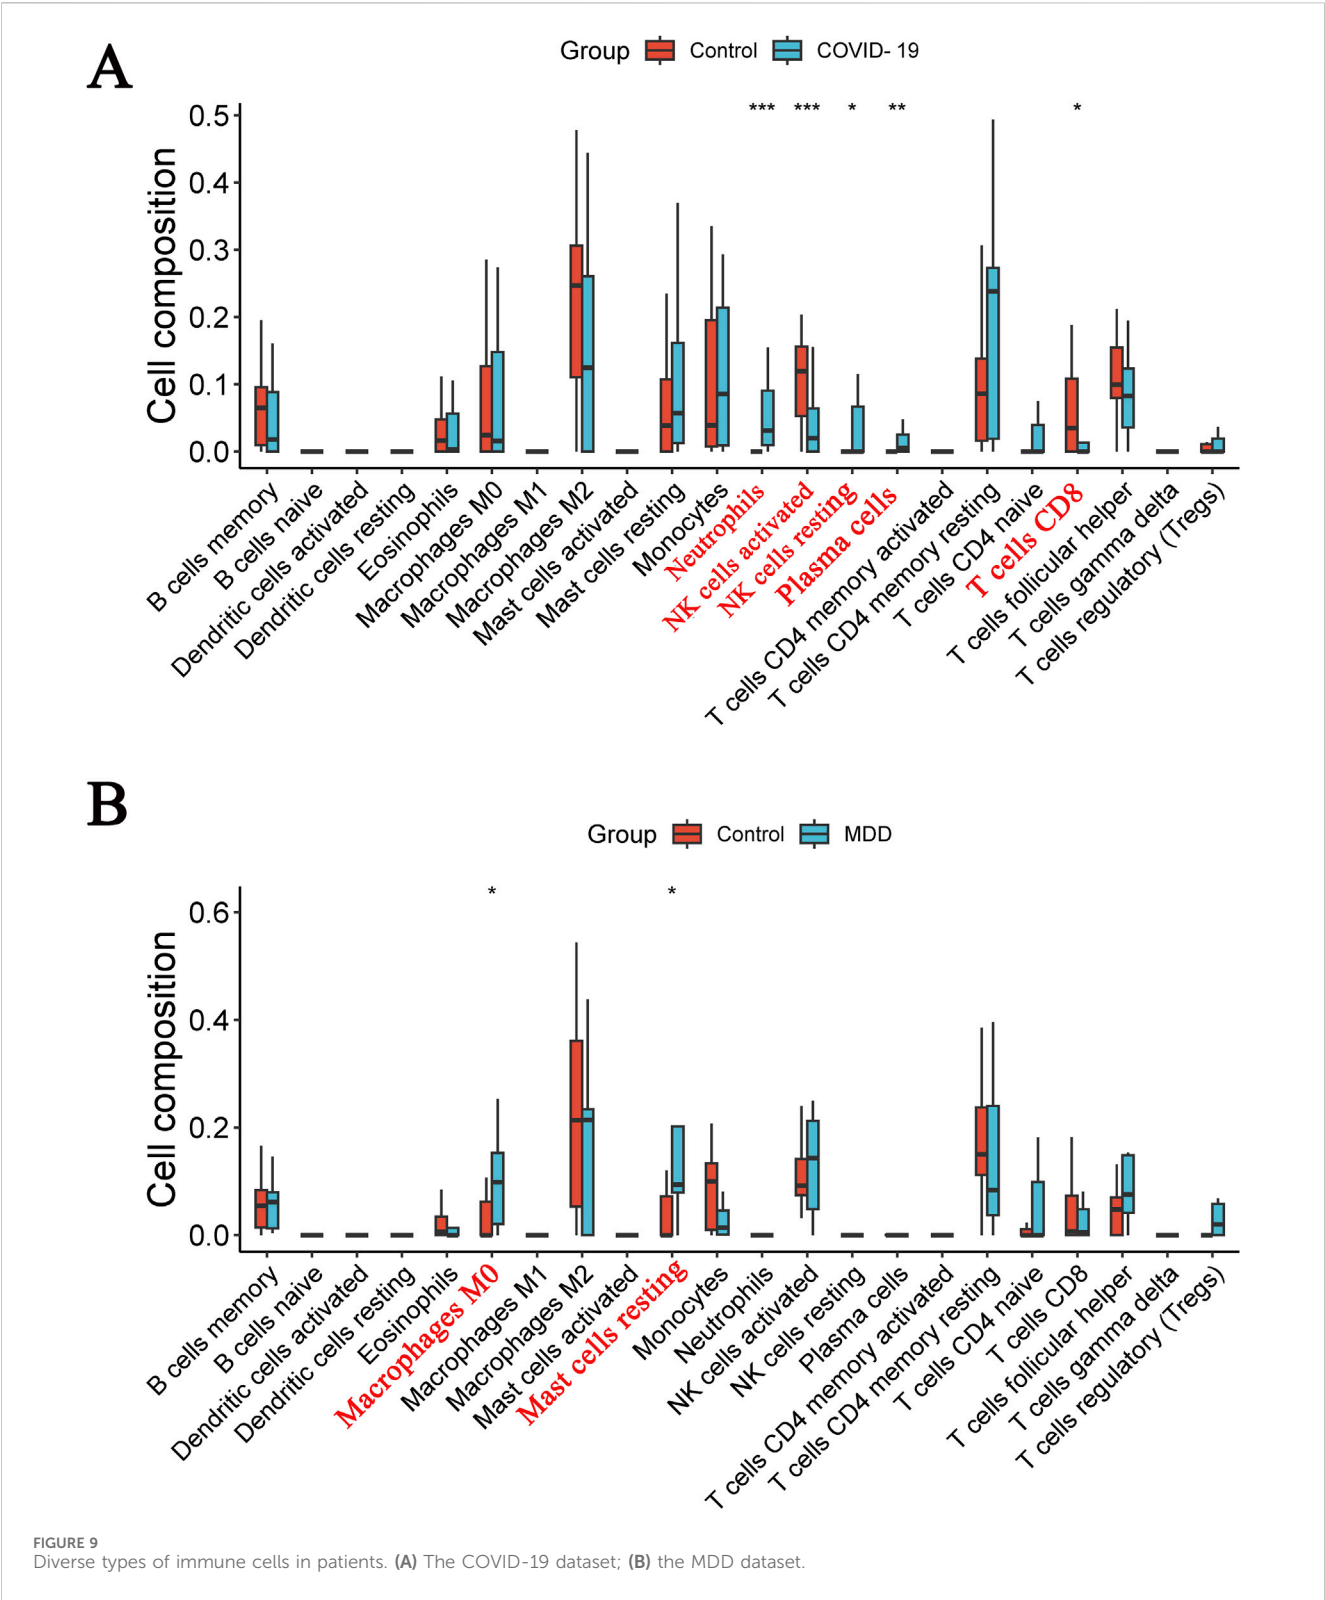 A
Group Control COVID- 19
*** *** * ** *
Cell composition
0.5
0.4
0.3
0.2
0.1
0.0
B cells memory
B cells naive
Dendritic cells activated
Dendritic cells resting
Eosinophils
Macrophages M0
Macrophages M1
Macrophages M2
Mast cells activated
Mast cells resting
Monocytes
Neutrophils
NK cells activated
NK cells resting
Plasma cells
T cells CD4 memory activated
T cells CD4 memory resting
T cells CD4 naive
T cells CD8
T cells follicular helper
T cells gamma delta
T cells regulatory (Tregs)
B
Group Control MDD
* *
Cell composition
0.6
0.4
0.2
0.0
B cells memory
B cells naive
Dendritic cells activated
Dendritic cells resting
Eosinophils
Macrophages M0
Macrophages M1
Macrophages M2
Mast cells activated
Mast cells resting
Monocytes
Neutrophils
NK cells activated
NK cells resting
Plasma cells
T cells CD4 memory activated
T cells CD4 memory resting
T cells CD4 naive
T cells CD8
T cells follicular helper
T cells gamma delta
T cells regulatory (Tregs)
FIGURE 9
Diverse types of immune cells in patients. (A) The COVID-19 dataset; (B) the MDD dataset.